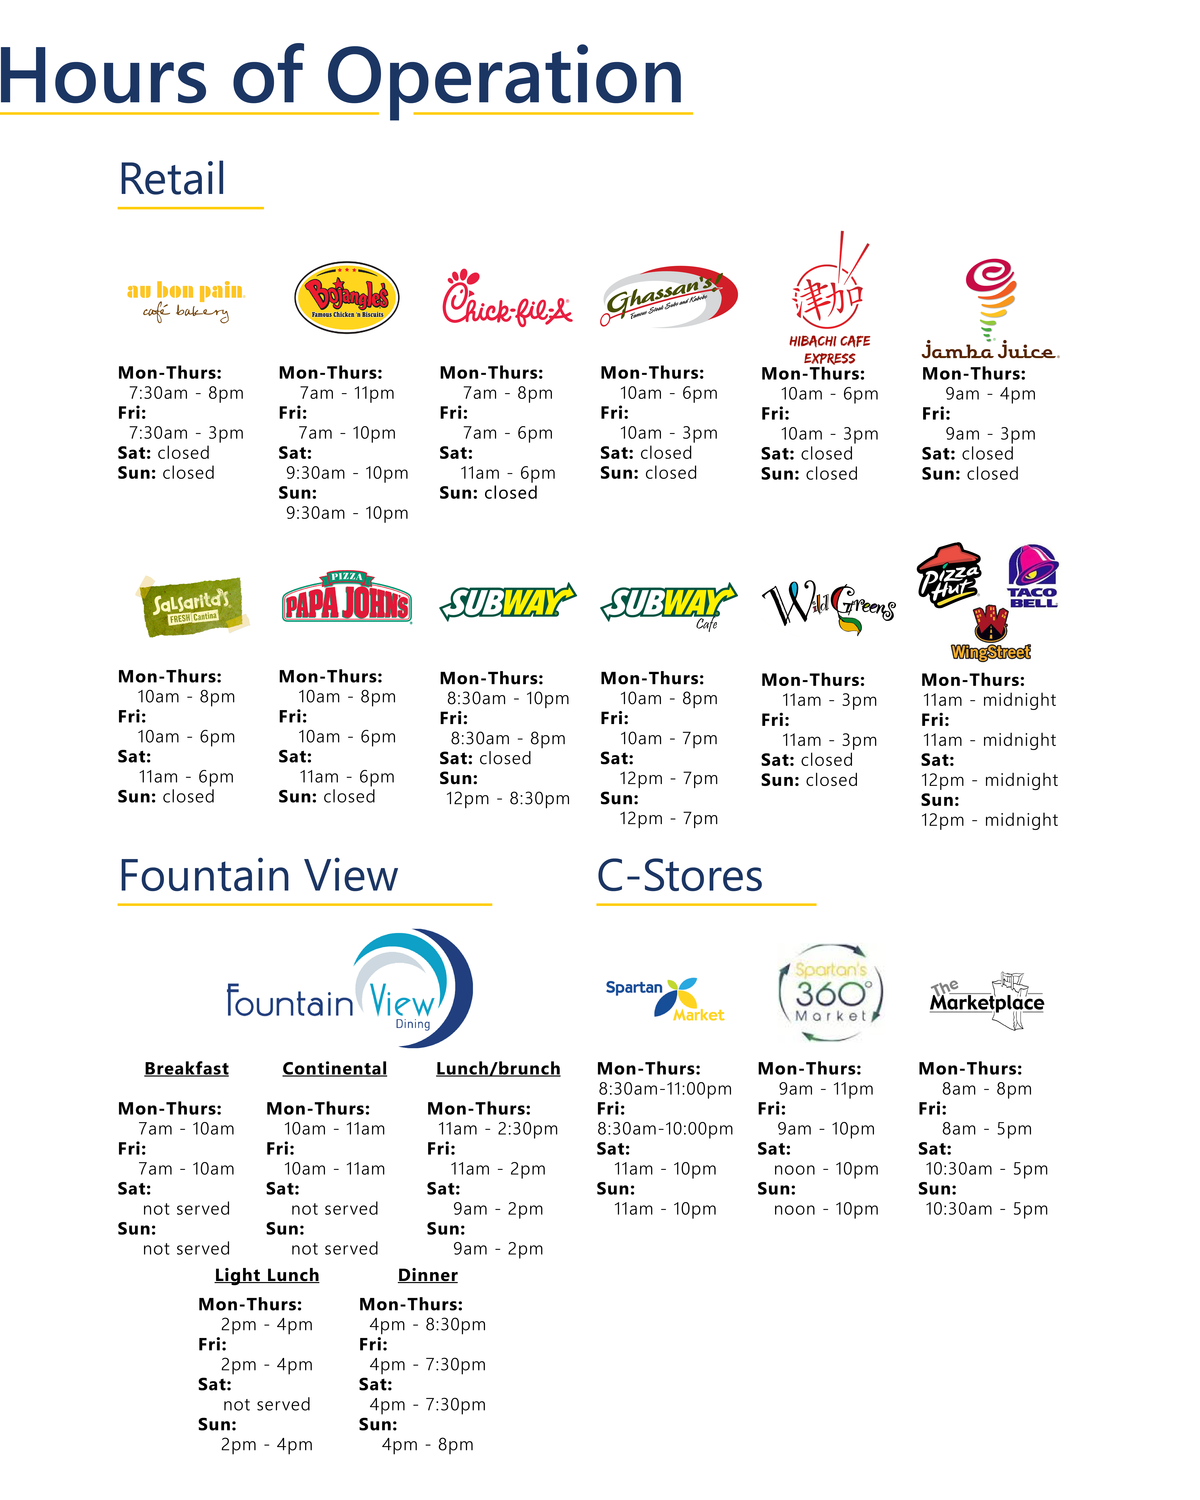 Hours of Operation
Retail
au bon pain
café bakery
Mon-Thurs:
7:30am - 8pm
Fri:
7:30am - 3pm
Sat: closed
Sun: closed
Bojangles'
Famous Chicken 'n Biscuits
Mon-Thurs:
7am - 11pm
Fri:
7am - 10pm
Sat:
9:30am - 10pm
Sun:
9:30am - 10pm
Chick-fil-A
Mon-Thurs:
7am - 8pm
Fri:
7am - 6pm
Sat:
11am - 6pm
Sun: closed
Ghassan's!
Famous Steak Subs and Kabobs
Mon-Thurs:
10am - 6pm
Fri:
10am - 3pm
Sat: closed
Sun: closed
津加
HIBACHI CAFE
EXPRESS
Mon-Thurs:
10am - 6pm
Fri:
10am - 3pm
Sat: closed
Sun: closed
Jamba Juice
Mon-Thurs:
9am - 4pm
Fri:
9am - 3pm
Sat: closed
Sun: closed
Salsarita's
FRESH Cantina
Mon-Thurs:
10am - 8pm
Fri:
10am - 6pm
Sat:
11am - 6pm
Sun: closed
PIZZA
PAPA JOHN'S
Mon-Thurs:
10am - 8pm
Fri:
10am - 6pm
Sat:
11am - 6pm
Sun: closed
SUBWAY
Mon-Thurs:
8:30am - 10pm
Fri:
8:30am - 8pm
Sat: closed
Sun:
12pm - 8:30pm
SUBWAY
Cafe
Mon-Thurs:
10am - 8pm
Fri:
10am - 7pm
Sat:
12pm - 7pm
Sun:
12pm - 7pm
Wild Greens
Mon-Thurs:
11am - 3pm
Fri:
11am - 3pm
Sat: closed
Sun: closed
Pizza
Hut
TACO
BELL
WingStreet
Mon-Thurs:
11am - midnight
Fri:
11am - midnight
Sat:
12pm - midnight
Sun:
12pm - midnight
Fountain View
Fountain View
Dining
Breakfast
Mon-Thurs:
7am - 10am
Fri:
7am - 10am
Sat:
not served
Sun:
not served
Continental
Mon-Thurs:
10am - 11am
Fri:
10am - 11am
Sat:
not served
Sun:
not served
Lunch/brunch
Mon-Thurs:
11am - 2:30pm
Fri:
11am - 2pm
Sat:
9am - 2pm
Sun:
9am - 2pm
Light Lunch
Mon-Thurs:
2pm - 4pm
Fri:
2pm - 4pm
Sat:
not served
Sun:
2pm - 4pm
Dinner
Mon-Thurs:
4pm - 8:30pm
Fri:
4pm - 7:30pm
Sat:
4pm - 7:30pm
Sun:
4pm - 8pm
C-Stores
Spartan
Market
Mon-Thurs:
8:30am-11:00pm
Fri:
8:30am-10:00pm
Sat:
11am - 10pm
Sun:
11am - 10pm
Spartan's
360°
Market
Mon-Thurs:
9am - 11pm
Fri:
9am - 10pm
Sat:
noon - 10pm
Sun:
noon - 10pm
The
Marketplace
Mon-Thurs:
8am - 8pm
Fri:
8am - 5pm
Sat:
10:30am - 5pm
Sun:
10:30am - 5pm